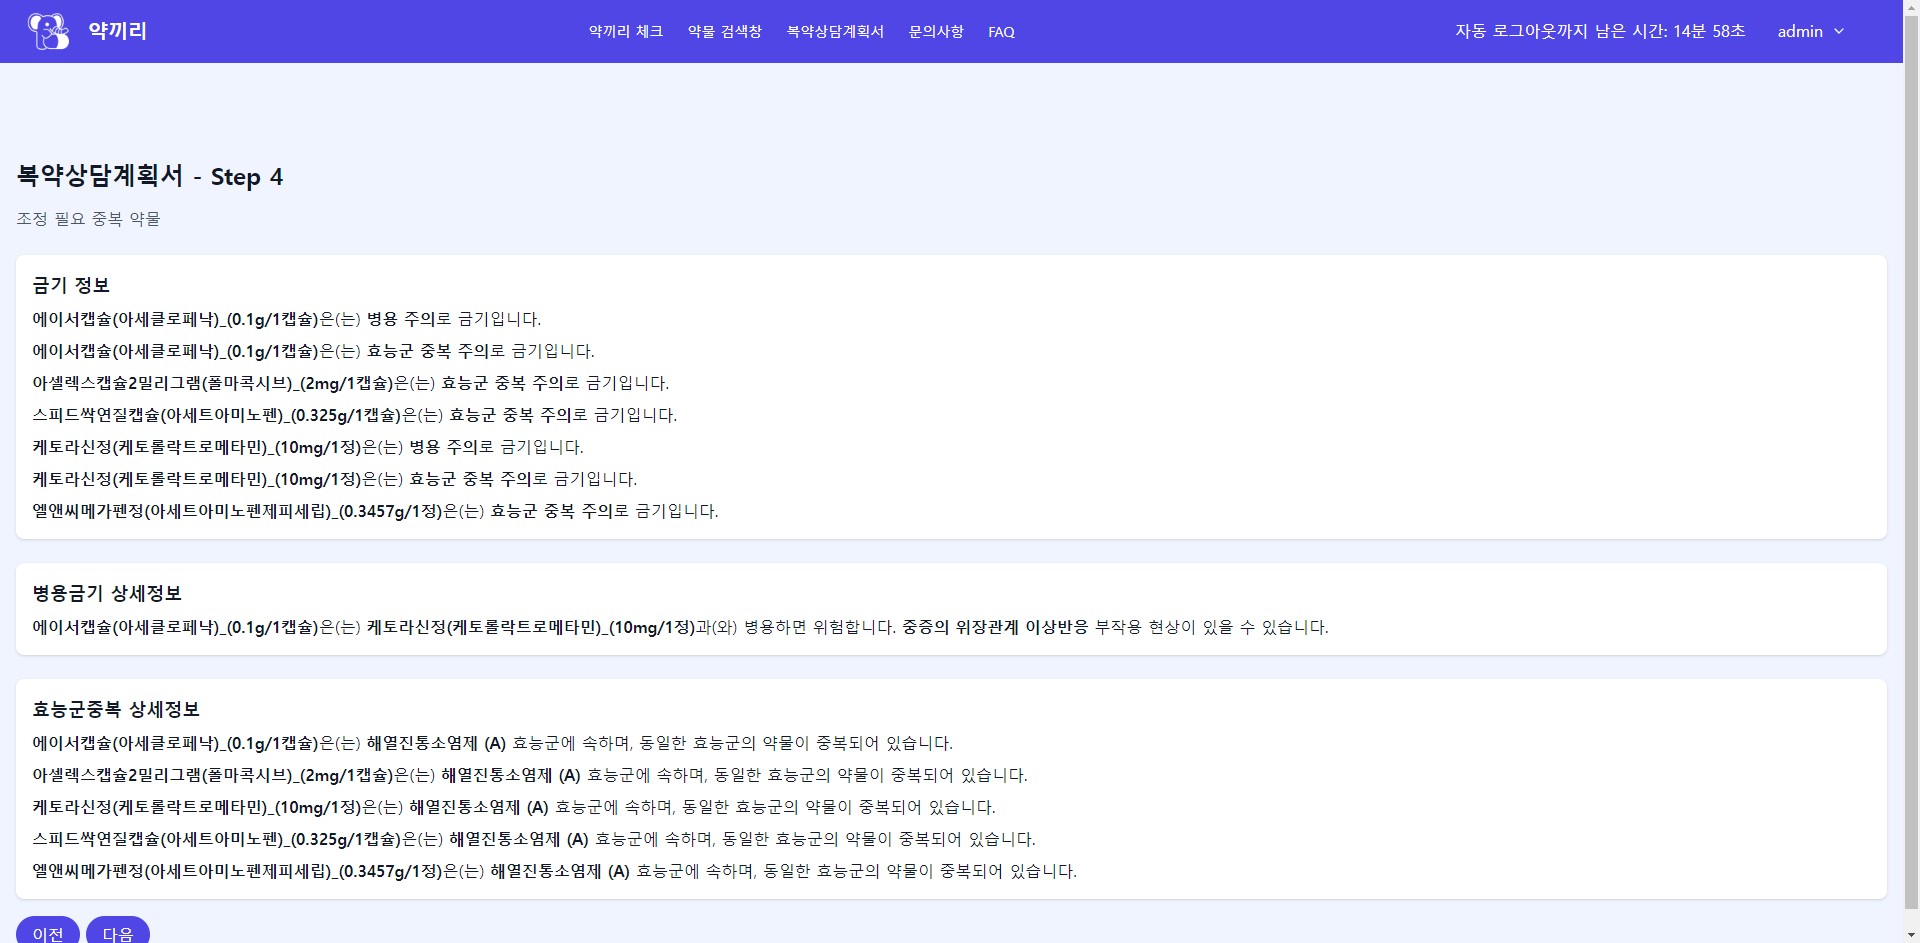 약끼리
약끼리 체크
약물 검색창
복약상담계획서
문의사항
FAQ
자동 로그아웃까지 남은 시간: 14분 58초
admin
복약상담계획서 - Step 4
조정 필요 중복 약물
금기 정보
에이서캡슐(아세클로페낙)_(0.1g/1캡슐)은(는) 병용 주의로 금기입니다.
에이서캡슐(아세클로페낙)_(0.1g/1캡슐)은(는) 효능군 중복 주의로 금기입니다.
아셀렉스캡슐2밀리그램(폴마콕시브)_(2mg/1캡슐)은(는) 효능군 중복 주의로 금기입니다.
스피드싹연질캡슐(아세트아미노펜)_(0.325g/1캡슐)은(는) 효능군 중복 주의로 금기입니다.
케토라신정(케토롤락트로메타민)_(10mg/1정)은(는) 병용 주의로 금기입니다.
케토라신정(케토롤락트로메타민)_(10mg/1정)은(는) 효능군 중복 주의로 금기입니다.
엘앤씨메가펜정(아세트아미노펜제피세립)_(0.3457g/1정)은(는) 효능군 중복 주의로 금기입니다.
병용금기 상세정보
에이서캡슐(아세클로페낙)_(0.1g/1캡슐)은(는) 케토라신정(케토롤락트로메타민)_(10mg/1정)과(와) 병용하면 위험합니다. 중증의 위장관계 이상반응 부작용 현상이 있을 수 있습니다.
효능군중복 상세정보
에이서캡슐(아세클로페낙)_(0.1g/1캡슐)은(는) 해열진통소염제 (A) 효능군에 속하며, 동일한 효능군의 약물이 중복되어 있습니다.
아셀렉스캡슐2밀리그램(폴마콕시브)_(2mg/1캡슐)은(는) 해열진통소염제 (A) 효능군에 속하며, 동일한 효능군의 약물이 중복되어 있습니다.
케토라신정(케토롤락트로메타민)_(10mg/1정)은(는) 해열진통소염제 (A) 효능군에 속하며, 동일한 효능군의 약물이 중복되어 있습니다.
스피드싹연질캡슐(아세트아미노펜)_(0.325g/1캡슐)은(는) 해열진통소염제 (A) 효능군에 속하며, 동일한 효능군의 약물이 중복되어 있습니다.
엘앤씨메가펜정(아세트아미노펜제피세립)_(0.3457g/1정)은(는) 해열진통소염제 (A) 효능군에 속하며, 동일한 효능군의 약물이 중복되어 있습니다.
이전
다음